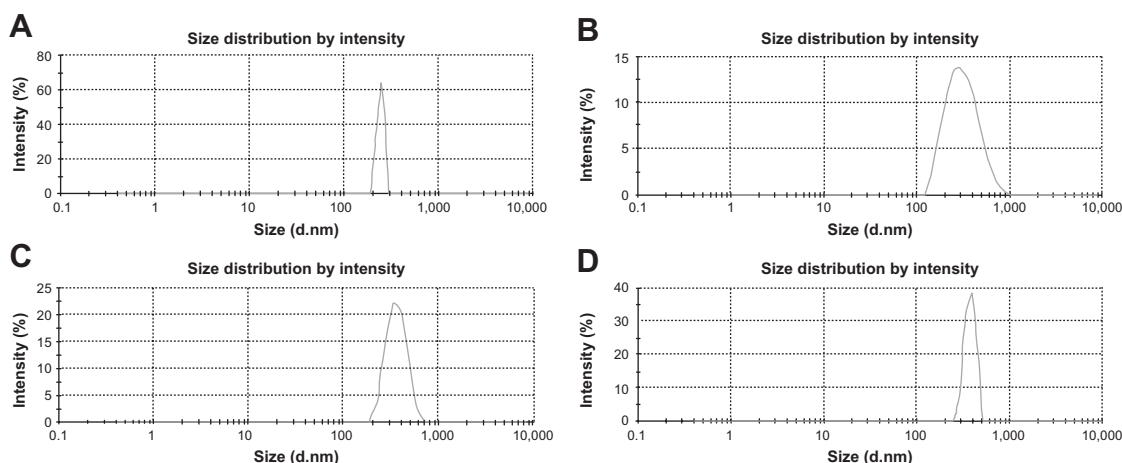 A
Size distribution by intensity
Intensity (%)
80
60
40
20
0
0.1 1 10 100 1,000 10,000
Size (d.nm)
B
Size distribution by intensity
Intensity (%)
15
10
5
0
0.1 1 10 100 1,000 10,000
Size (d.nm)
C
Size distribution by intensity
Intensity (%)
25
20
15
10
5
0
0.1 1 10 100 1,000 10,000
Size (d.nm)
D
Size distribution by intensity
Intensity (%)
40
30
20
10
0
0.1 1 10 100 1,000 10,000
Size (d.nm)